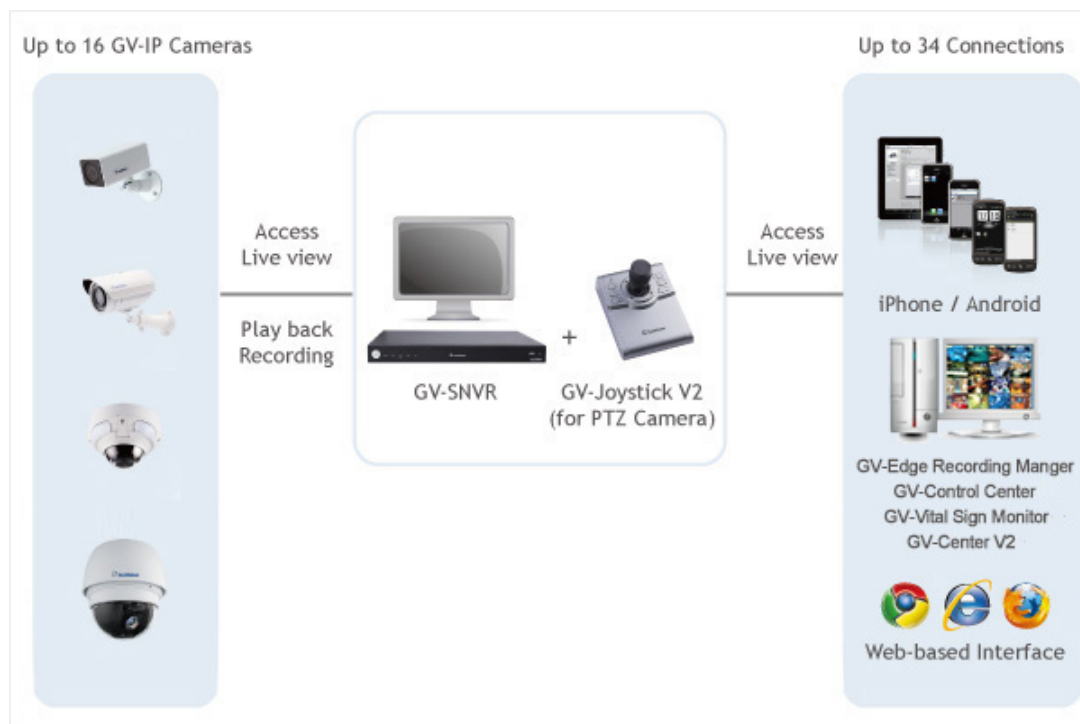 Up to 16 GV-IP Cameras
Up to 34 Connections
Access
Live view
Play back
Recording
GV-SNVR
+
GV-Joystick V2
(for PTZ Camera)
Access
Live view
iPhone / Android
GV-Edge Recording Manger
GV-Control Center
GV-Vital Sign Monitor
GV-Center V2
Web-based Interface